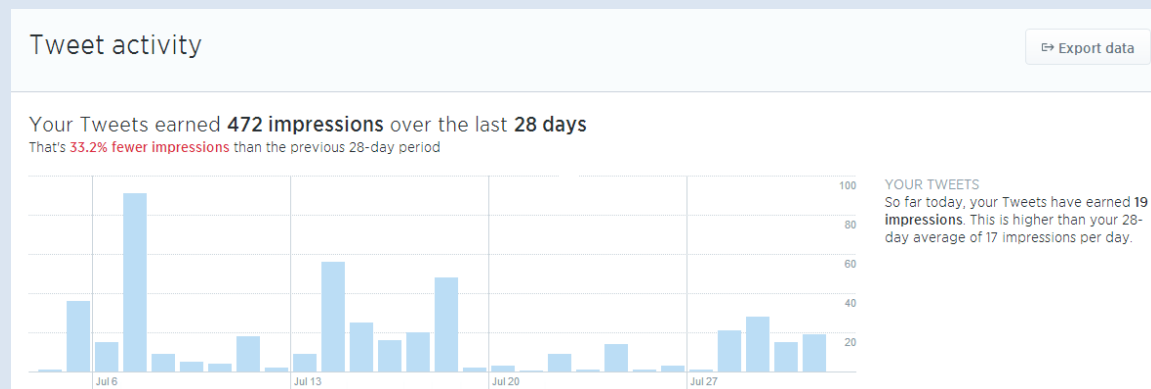 Tweet activity
Export data
Your Tweets earned 472 impressions over the last 28 days
That's 33.2% fewer impressions than the previous 28-day period
100
80
60
40
20
Jul 6
Jul 13
Jul 20
Jul 27
YOUR TWEETS
So far today, your Tweets have earned 19
impressions. This is higher than your 28-
day average of 17 impressions per day.